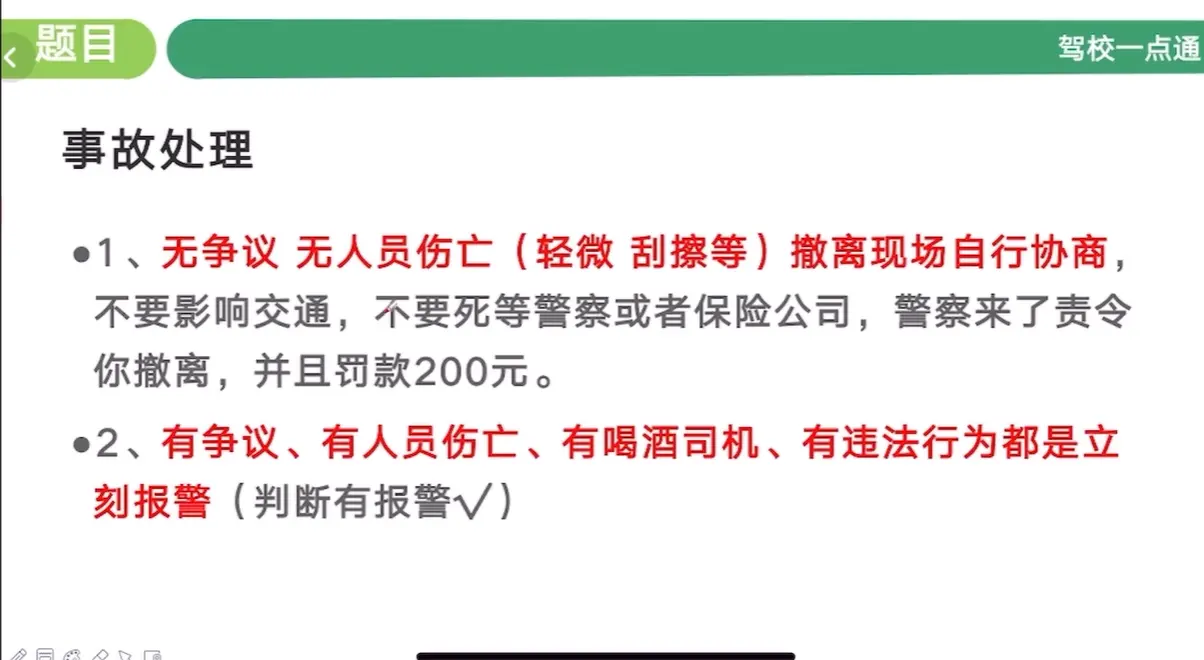 题目
驾校一点通
事故处理
●1、无争议 无人员伤亡（轻微 刮擦等）撤离现场自行协商，
不要影响交通，不要死等警察或者保险公司，警察来了责令
你撤离，并且罚款200元。
●2、有争议、有人员伤亡、有喝酒司机、有违法行为都是立
刻报警（判断有报警√）